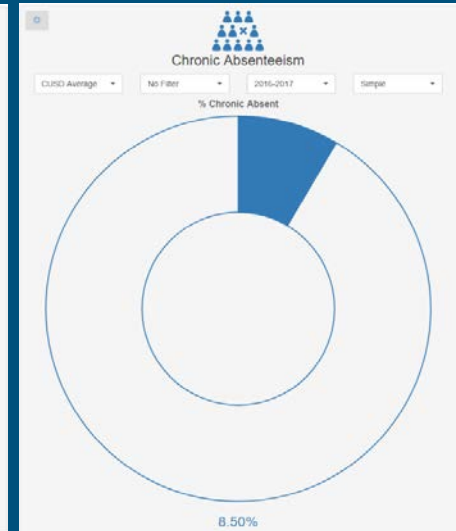 Chronic Absenteeism
CUSD Average
No Filter
2016-2017
Simple
% Chronic Absent
8.50%